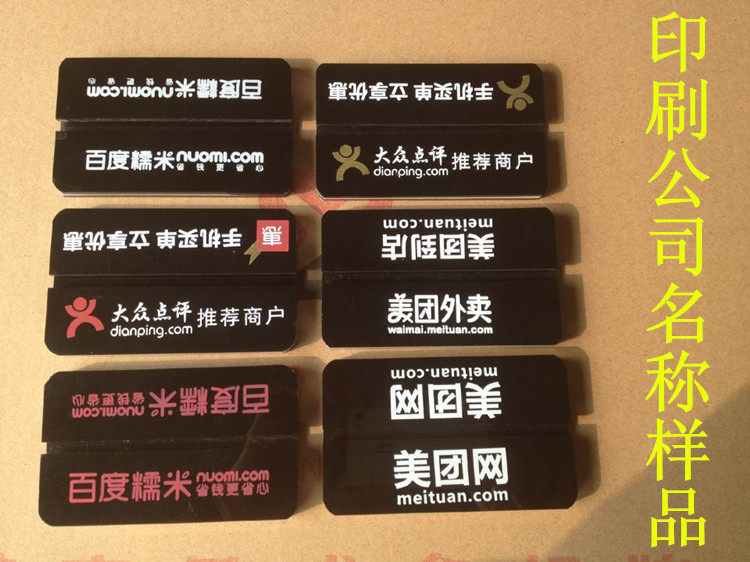 百度糯米nuomi.com
省钱更省心
百度糯米nuomi.com
省钱更省心
手机买单 立享优惠
大众点评
dianping.com
推荐商户
手机买单 立享优惠
惠
大众点评
dianping.com
推荐商户
美团到店
meituan.com
美团外卖
waimai.meituan.com
百度糯米nuomi.com
省钱更省心
百度糯米nuomi.com
省钱更省心
美团网
meituan.com
美团网
meituan.com
印刷公司名称样品